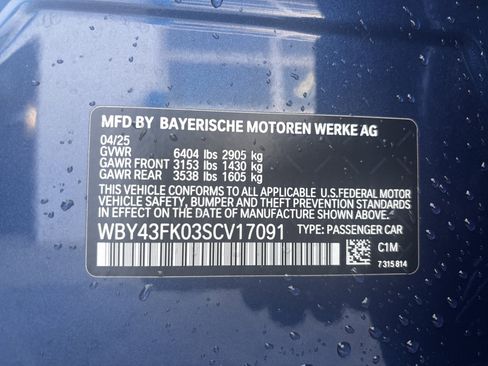 MFD BY BAYERISCHE MOTOREN WERKE AG
04/25
GVWR 6404 lbs 2905 kg
GAWR FRONT 3153 lbs 1430 kg
GAWR REAR 3538 lbs 1605 kg
THIS VEHICLE CONFORMS TO ALL APPLICABLE U.S.FEDERAL MOTOR
VEHICLE SAFETY, BUMPER, AND THEFT PREVENTION STANDARDS
IN EFFECT ON THE DATE OF MANUFACTURE SHOWN ABOVE.
WBY43FK03SCV17091 TYPE: PASSENGER CAR
C1M
7 315 814